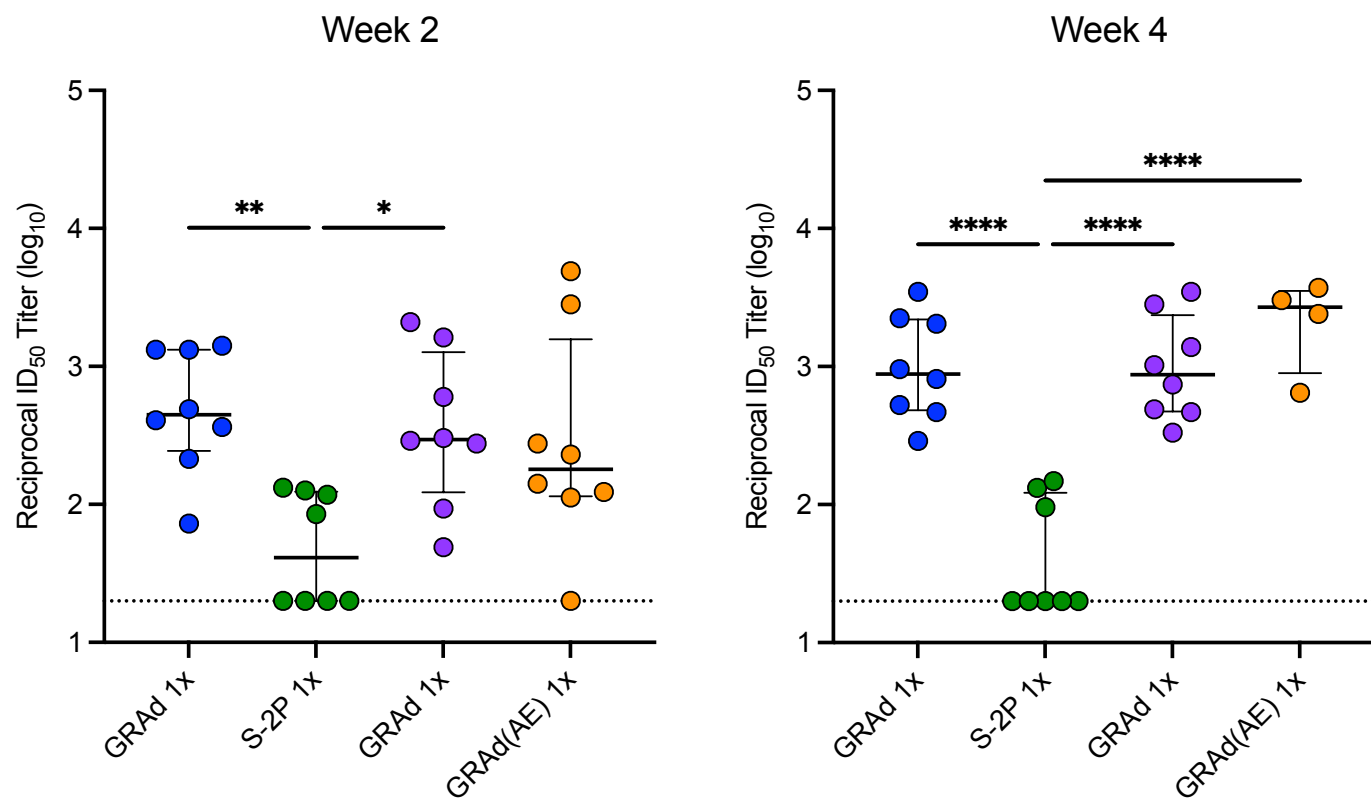 Week 2
Reciprocal ID50 Titer (log10)
5
4
3
2
1
**
*
GRAd 1x
S-2P 1x
GRAd 1x
GRAd(AE) 1x
Week 4
Reciprocal ID50 Titer (log10)
5
4
3
2
1
****
****
****
GRAd 1x
S-2P 1x
GRAd 1x
GRAd(AE) 1x